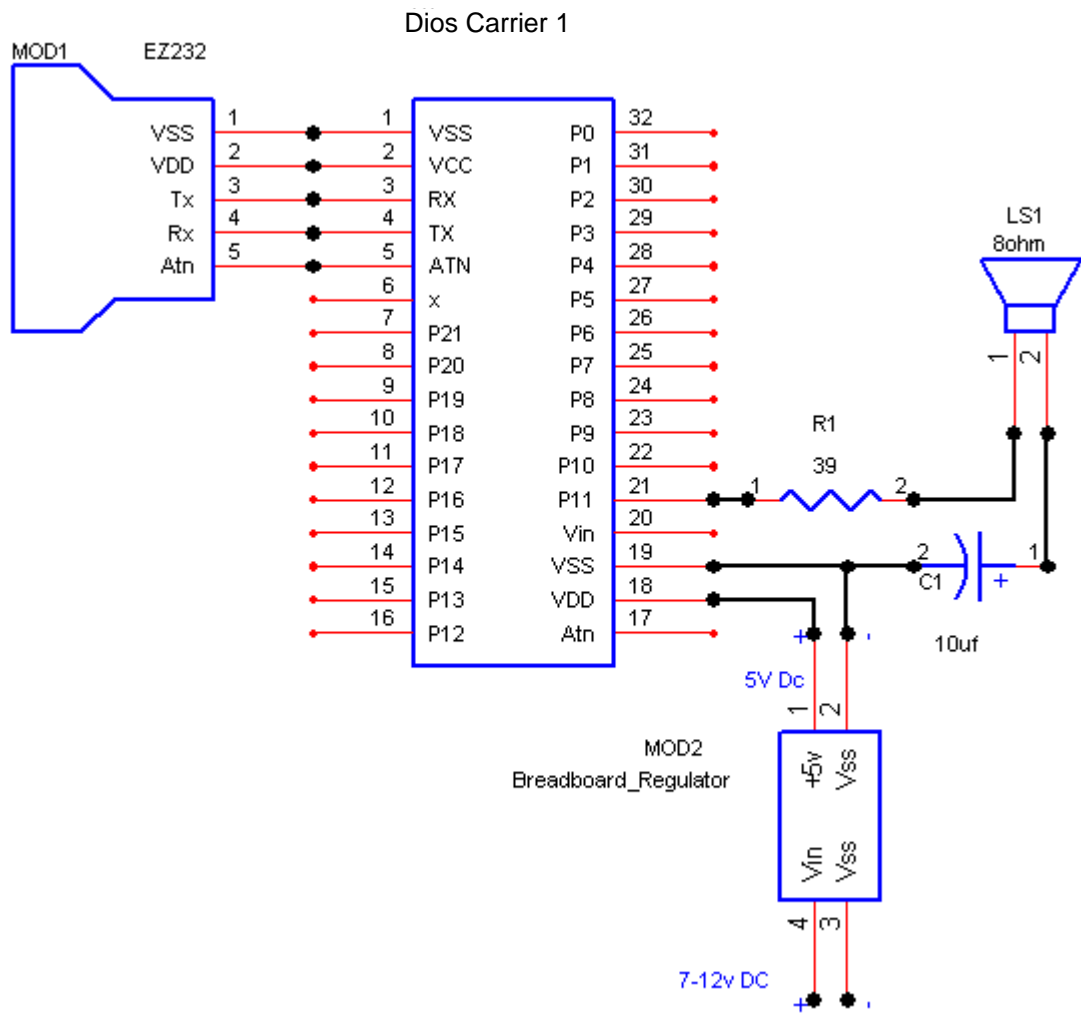 Dios Carrier 1
MOD1 EZ232
VSS 1
VDD 2
Tx 3
Rx 4
Atn 5
1 VSS P0 32
2 VCC P1 31
3 RX P2 30
4 TX P3 29
5 ATN P4 28
6 x P5 27
7 P21 P6 26
8 P20 P7 25
9 P19 P8 24
10 P18 P9 23
11 P17 P10 22
12 P16 P11 21
13 P15 Vin 20
14 P14 VSS 19
15 P13 VDD 18
16 P12 Atn 17
LS1
8ohm
1 2
R1
39
1 2
2 1
C1 +
10uf
+ -
5V Dc
1 2
MOD2
Breadboard_Regulator
+5v Vss
Vin Vss
4 3
7-12v DC
+ -